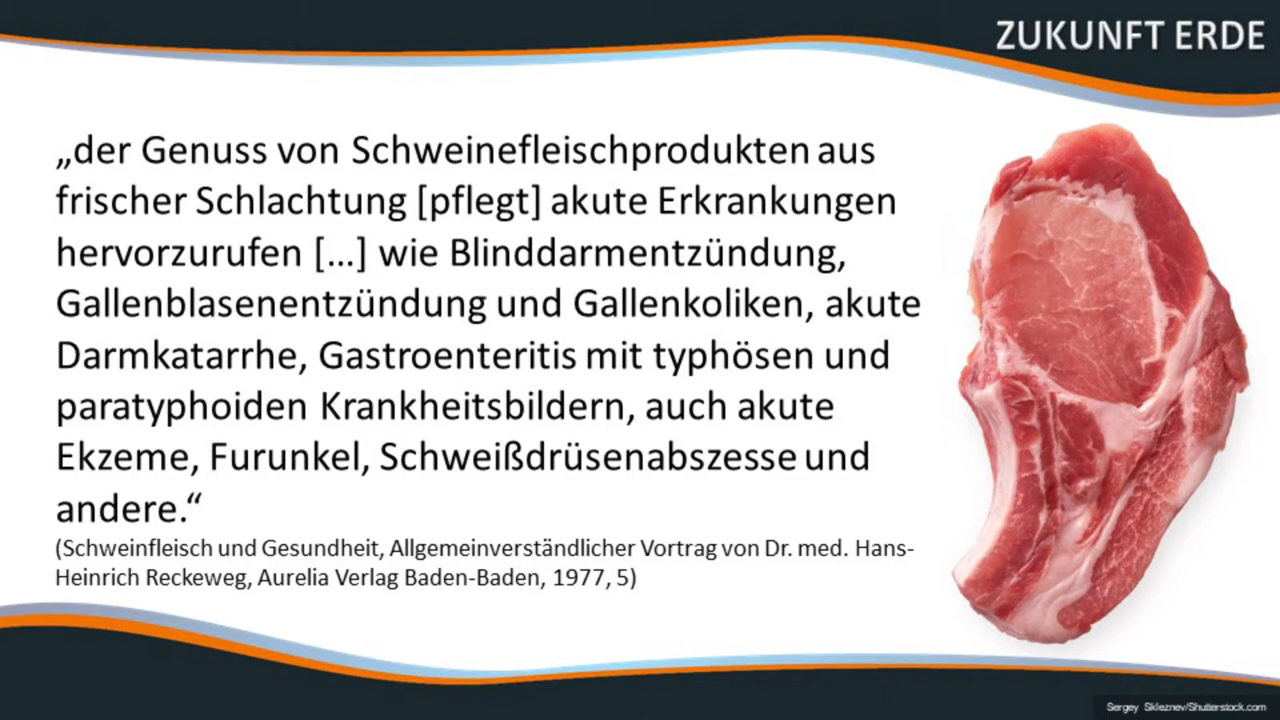 ZUKUNFT ERDE
„der Genuss von Schweinefleischprodukten aus
frischer Schlachtung [pflegt] akute Erkrankungen
hervorzurufen [...] wie Blinddarmentzündung,
Gallenblasenentzündung und Gallenkoliken, akute
Darmkatarrhe, Gastroenteritis mit typhösen und
paratyphoiden Krankheitsbildern, auch akute
Ekzeme, Furunkel, Schweißdrüsenabszesse und
andere.“
(Schweinfleisch und Gesundheit, Allgemeinverständlicher Vortrag von Dr. med. Hans-
Heinrich Reckeweg, Aurelia Verlag Baden-Baden, 1977, 5)
Sergey Skleznev/Shutterstock.com